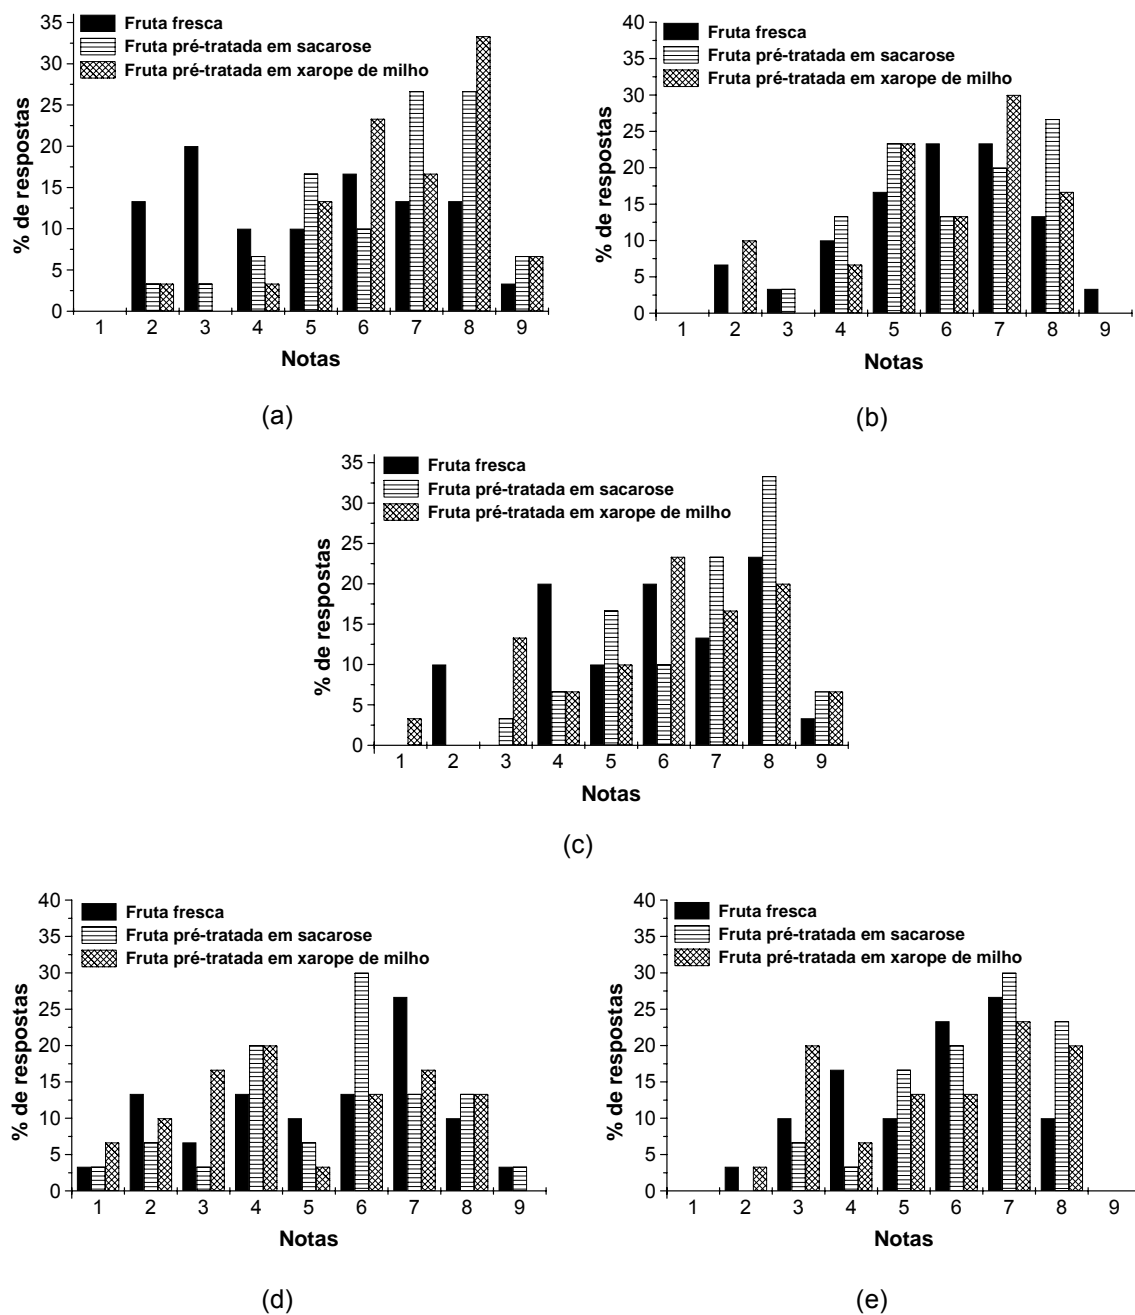 35
30
25
20
15
10
5
0
% de respostas
Fruta fresca
Fruta pré-tratada em sacarose
Fruta pré-tratada em xarope de milho
1 2 3 4 5 6 7 8 9
Notas
(a)
40
35
30
25
20
15
10
5
0
% de respostas
Fruta fresca
Fruta pré-tratada em sacarose
Fruta pré-tratada em xarope de milho
1 2 3 4 5 6 7 8 9
Notas
(b)
35
30
25
20
15
10
5
0
% de respostas
Fruta fresca
Fruta pré-tratada em sacarose
Fruta pré-tratada em xarope de milho
1 2 3 4 5 6 7 8 9
Notas
(c)
40
35
30
25
20
15
10
5
0
% de respostas
Fruta fresca
Fruta pré-tratada em sacarose
Fruta pré-tratada em xarope de milho
1 2 3 4 5 6 7 8 9
Notas
(d)
40
35
30
25
20
15
10
5
0
% de respostas
Fruta fresca
Fruta pré-tratada em sacarose
Fruta pré-tratada em xarope de milho
1 2 3 4 5 6 7 8 9
Notas
(e)